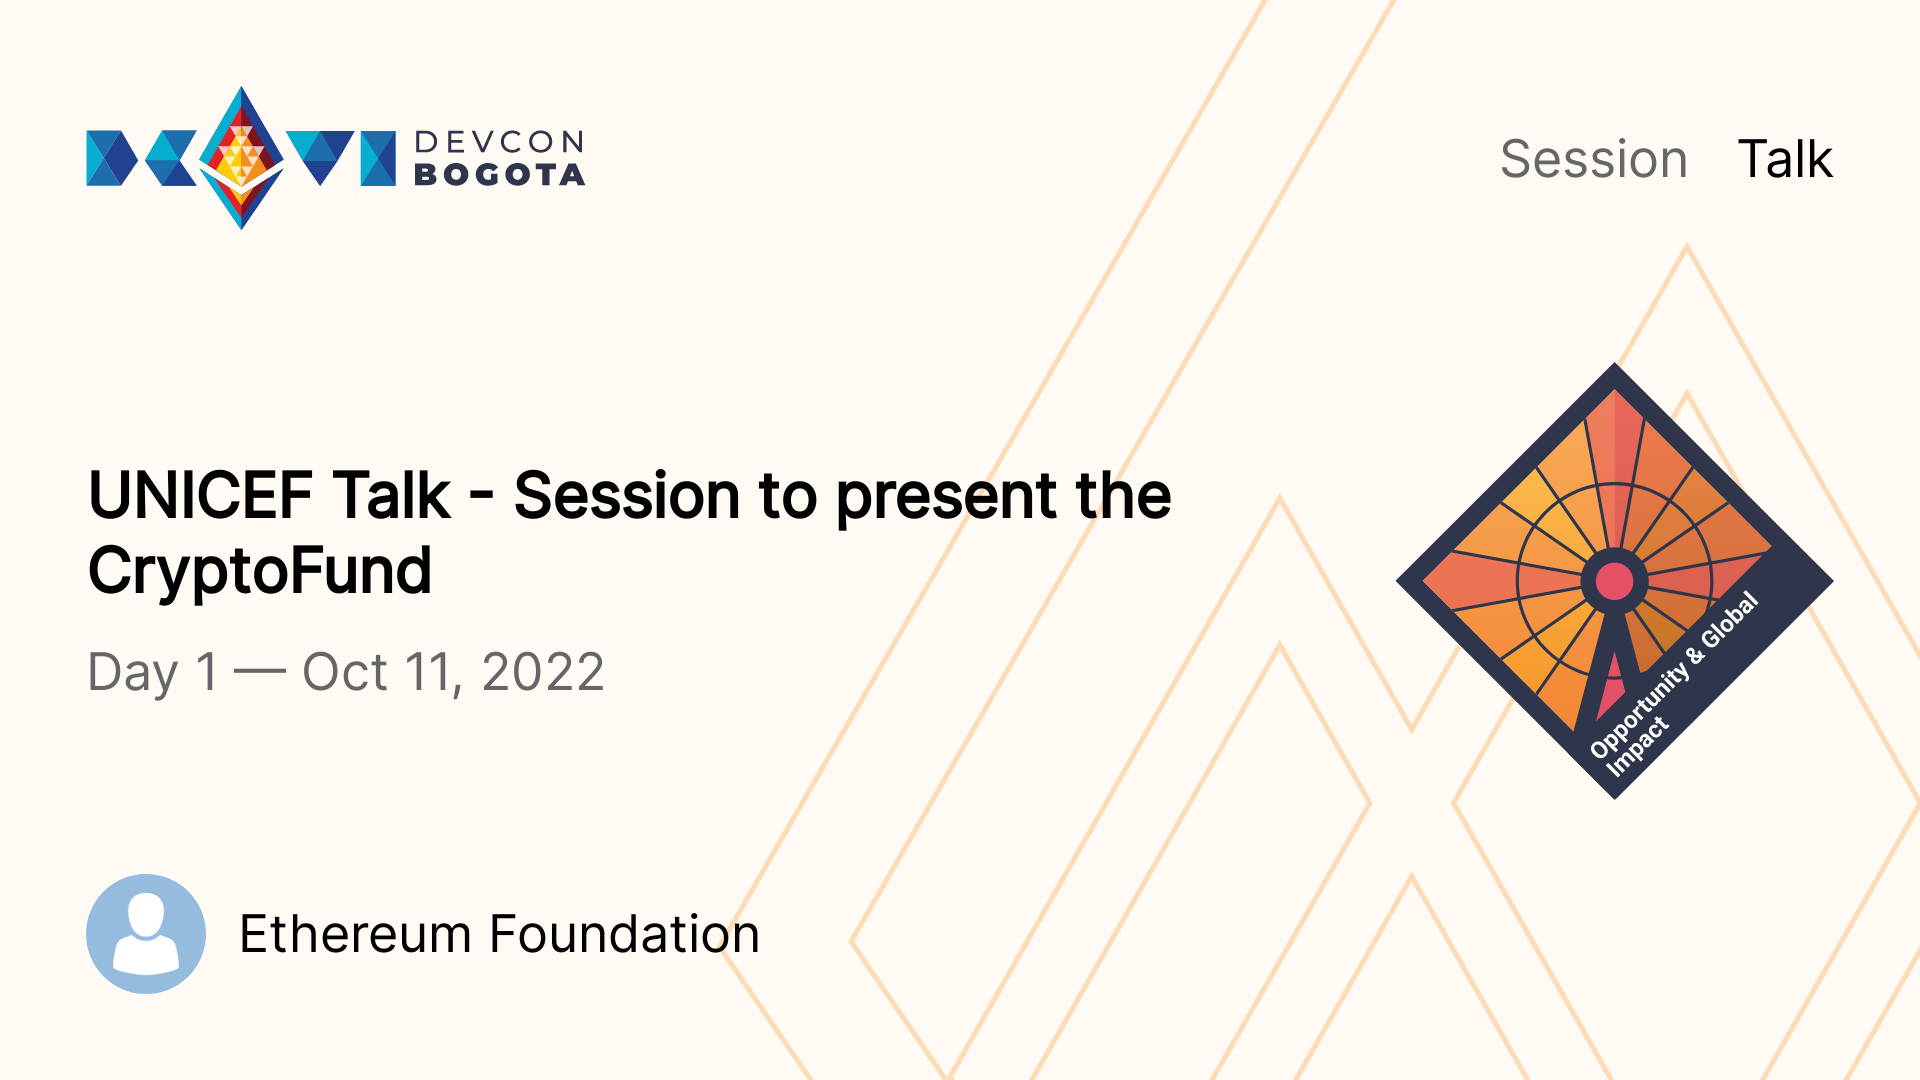 DEVCON
BOGOTA
Session Talk
UNICEF Talk - Session to present the
CryptoFund
Day 1 — Oct 11, 2022
Opportunity & Global
Impact
Ethereum Foundation